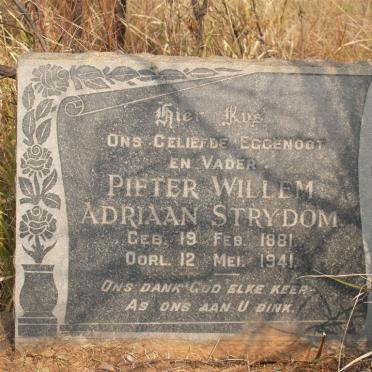 Hier Rus
ONS GELIEFDE EGGENOOT
EN VADER
PIETER WILLEM
ADRIAAN STRYDOM
GEB. 19 FEB. 1881
OORL. 12 MEI. 1941.
ONS DANK GOD ELKE KEER
AS ONS AAN U DINK.